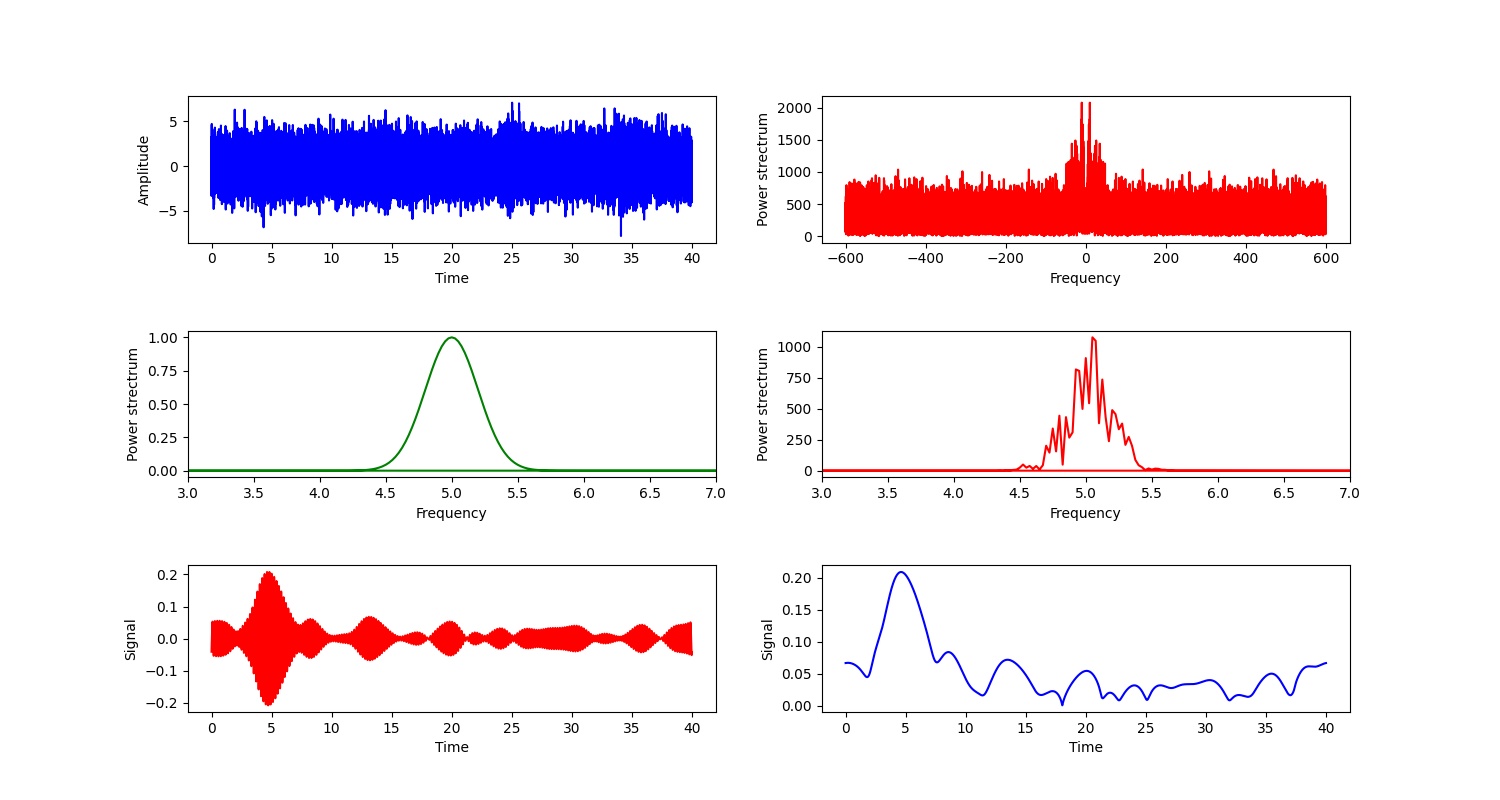 Amplitude
5
0
−5
0 5 10 15 20 25 30 35 40
Time
Power strectrum
2000
1500
1000
500
0
−600 −400 −200 0 200 400 600
Frequency
Power strectrum
1.00
0.75
0.50
0.25
0.00
3.0 3.5 4.0 4.5 5.0 5.5 6.0 6.5 7.0
Frequency
Power strectrum
1000
750
500
250
0
3.0 3.5 4.0 4.5 5.0 5.5 6.0 6.5 7.0
Frequency
Signal
0.2
0.1
0.0
−0.1
−0.2
0 5 10 15 20 25 30 35 40
Time
Signal
0.20
0.15
0.10
0.05
0.00
0 5 10 15 20 25 30 35 40
Time